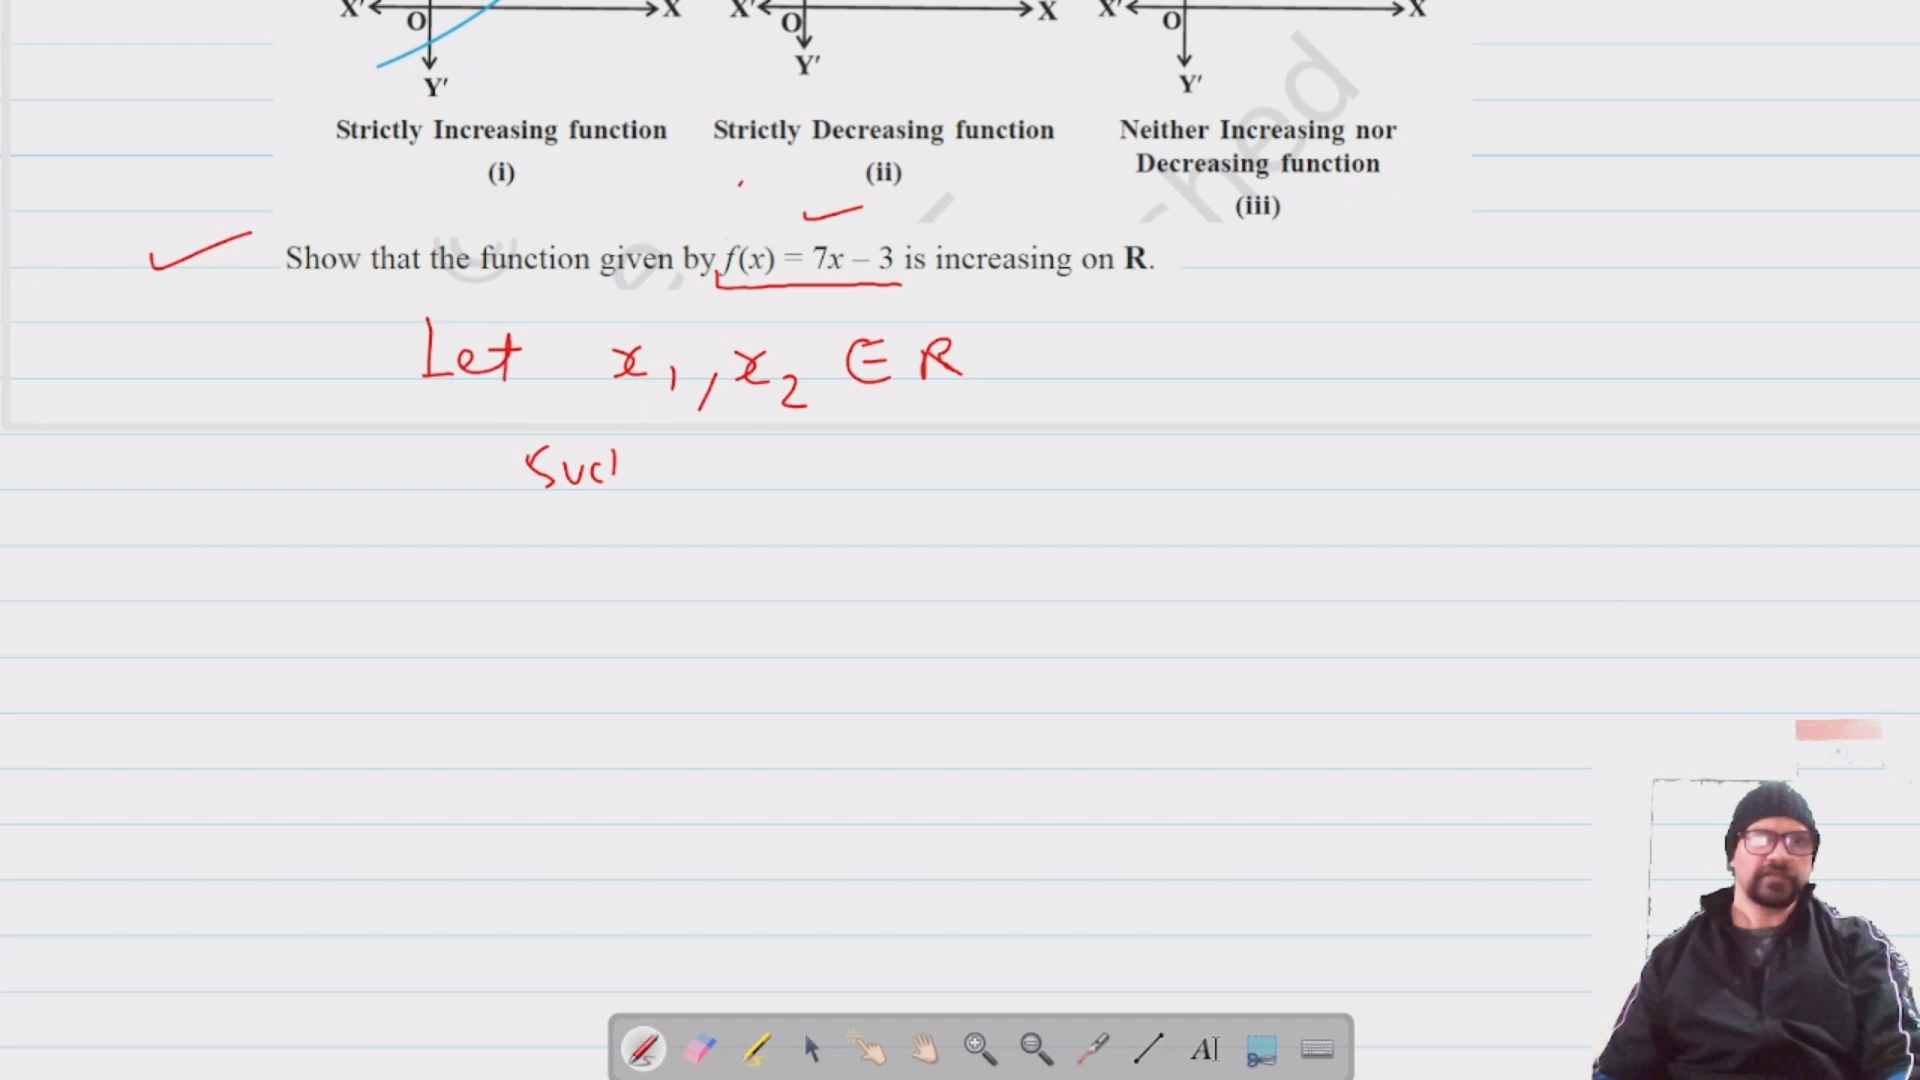 X' O X X' O X X' O X
Y' Y' Y'
Strictly Increasing function Strictly Decreasing function Neither Increasing nor
Decreasing function
(i) (ii)
(iii)
Show that the function given by f(x) = 7x – 3 is increasing on R.
Let x1, x2 ∈ R
Suc
AI